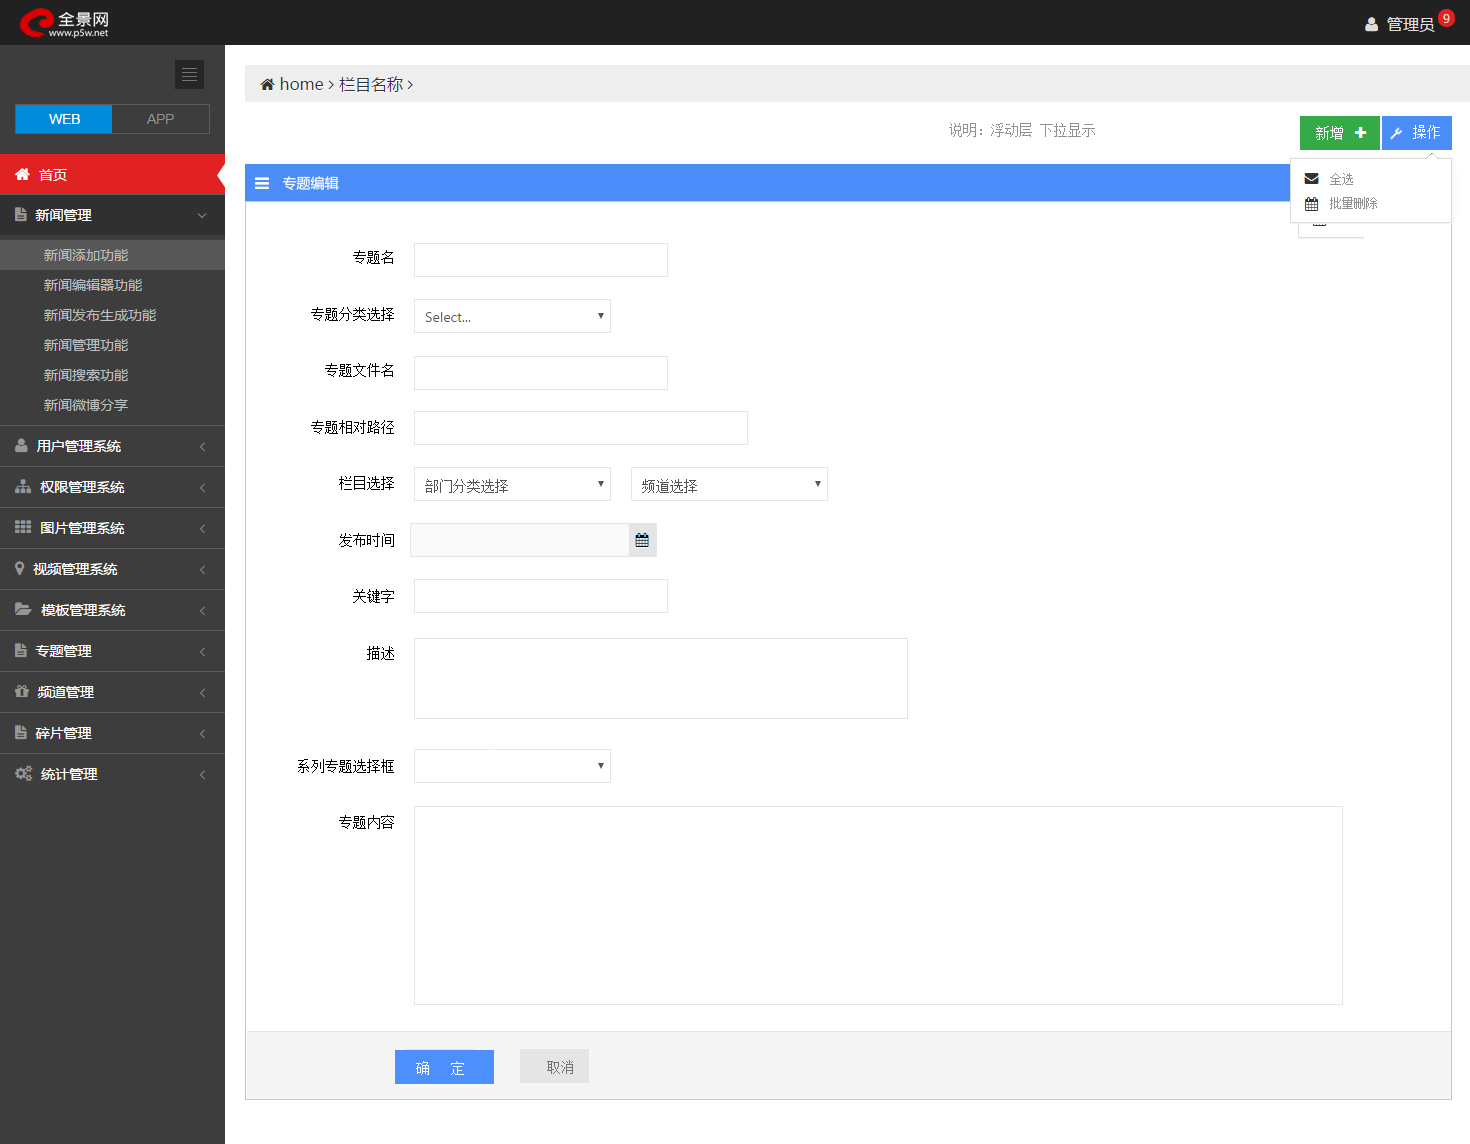 全景网
www.p5w.net
管理员 9
WEB APP
首页
新闻管理
新闻添加功能
新闻编辑器功能
新闻发布生成功能
新闻管理功能
新闻搜索功能
新闻微博分享
用户管理系统
权限管理系统
图片管理系统
视频管理系统
模板管理系统
专题管理
频道管理
碎片管理
统计管理
home > 栏目名称 >
说明：浮动层 下拉显示
新增 操作
全选
批量删除
专题编辑
专题名
专题分类选择 Select...
专题文件名
专题相对路径
栏目选择 部门分类选择 频道选择
发布时间
关键字
描述
系列专题选择框
专题内容
确 定 取消